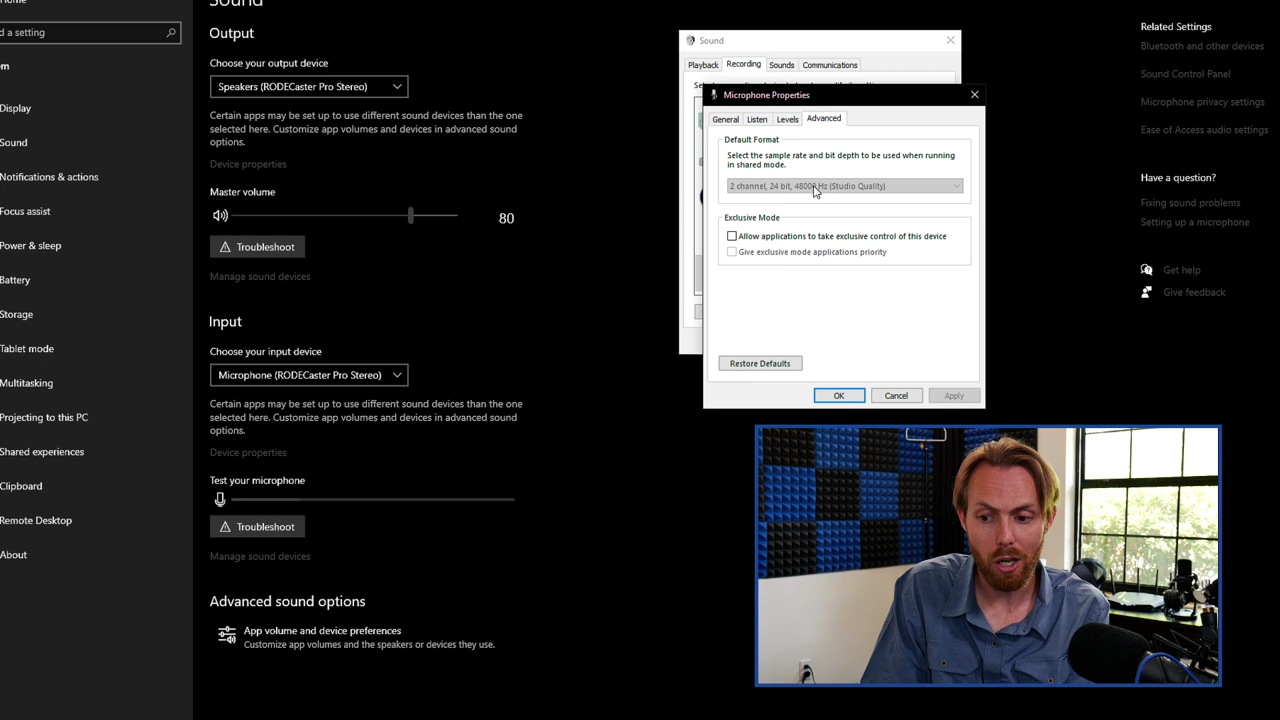 Sound
d a setting
em
Display
Sound
Notifications & actions
Focus assist
Power & sleep
Battery
Storage
Tablet mode
Multitasking
Projecting to this PC
Shared experiences
Clipboard
Remote Desktop
About
Output
Choose your output device
Speakers (RODECaster Pro Stereo)
Certain apps may be set up to use different sound devices than the one
selected here. Customize app volumes and devices in advanced sound
options.
Device properties
Master volume
80
Troubleshoot
Manage sound devices
Input
Choose your input device
Microphone (RODECaster Pro Stereo)
Certain apps may be set up to use different sound devices than the one
selected here. Customize app volumes and devices in advanced sound
options.
Device properties
Test your microphone
Troubleshoot
Manage sound devices
Advanced sound options
App volume and device preferences
Customize app volumes and the speakers or devices they use.
Sound
Playback Recording Sounds Communications
Microphone Properties
General Listen Levels Advanced
Default Format
Select the sample rate and bit depth to be used when running
in shared mode.
2 channel, 24 bit, 48000 Hz (Studio Quality)
Exclusive Mode
Allow applications to take exclusive control of this device
Give exclusive mode applications priority
Restore Defaults
OK Cancel Apply
Related Settings
Bluetooth and other devices
Sound Control Panel
Microphone privacy settings
Ease of Access audio settings
Have a question?
Fixing sound problems
Setting up a microphone
Get help
Give feedback